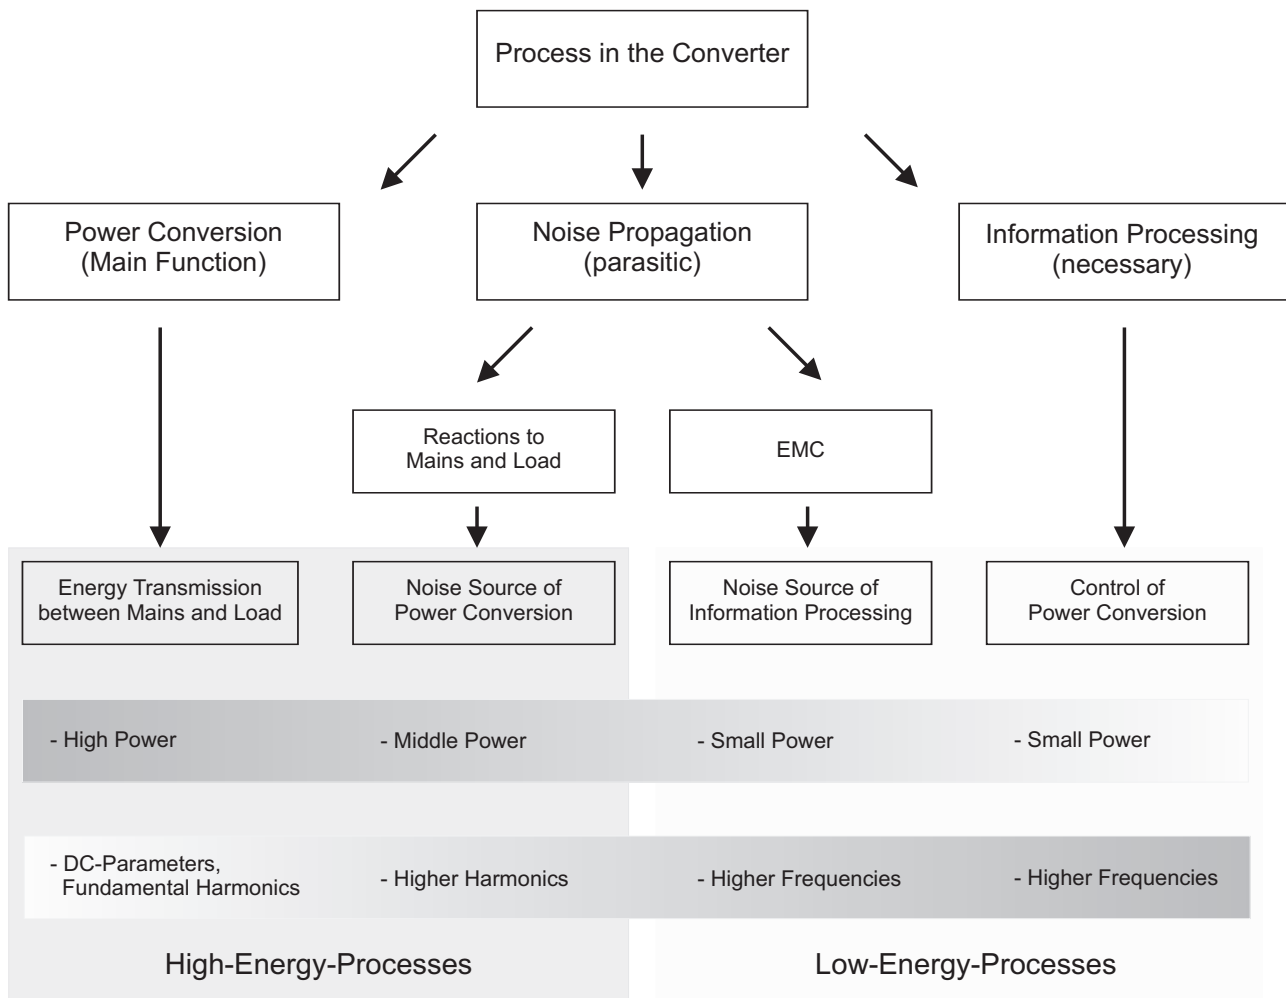 Process in the Converter
Power Conversion
(Main Function)
Noise Propagation
(parasitic)
Information Processing
(necessary)
Reactions to
Mains and Load
EMC
Energy Transmission
between Mains and Load
Noise Source of
Power Conversion
Noise Source of
Information Processing
Control of
Power Conversion
- High Power
- Middle Power
- Small Power
- Small Power
- DC-Parameters,
Fundamental Harmonics
- Higher Harmonics
- Higher Frequencies
- Higher Frequencies
High-Energy-Processes
Low-Energy-Processes